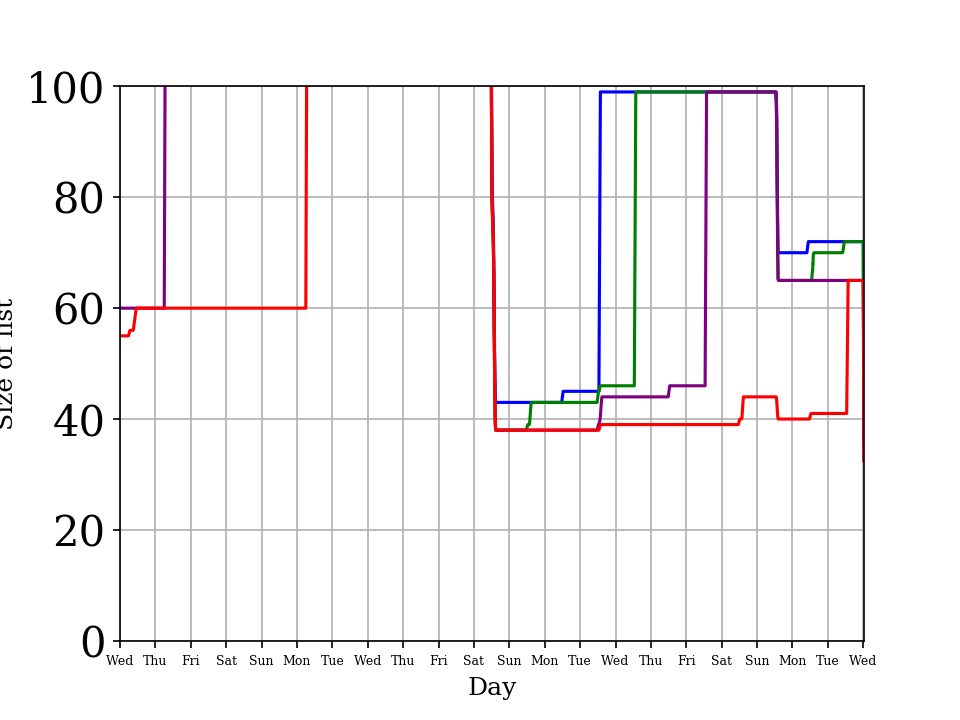 100
80
60
40
20
0
Size of list
Wed Thu Fri Sat Sun Mon Tue Wed Thu Fri Sat Sun Mon Tue Wed Thu Fri Sat Sun Mon Tue Wed
Day